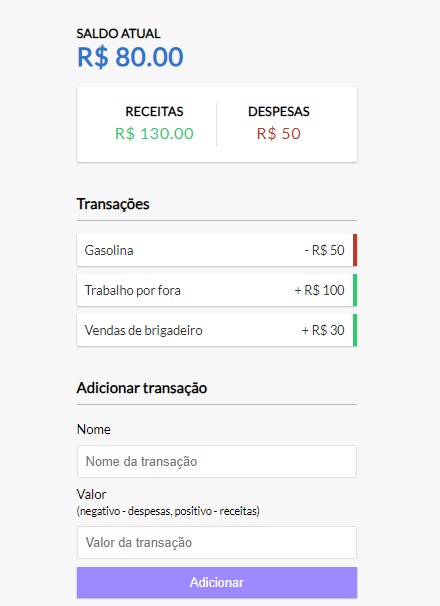 SALDO ATUAL
R$ 80.00
RECEITAS
R$ 130.00
DESPESAS
R$ 50
Transações
Gasolina - R$ 50
Trabalho por fora + R$ 100
Vendas de brigadeiro + R$ 30
Adicionar transação
Nome
Nome da transação
Valor
(negativo - despesas, positivo - receitas)
Valor da transação
Adicionar